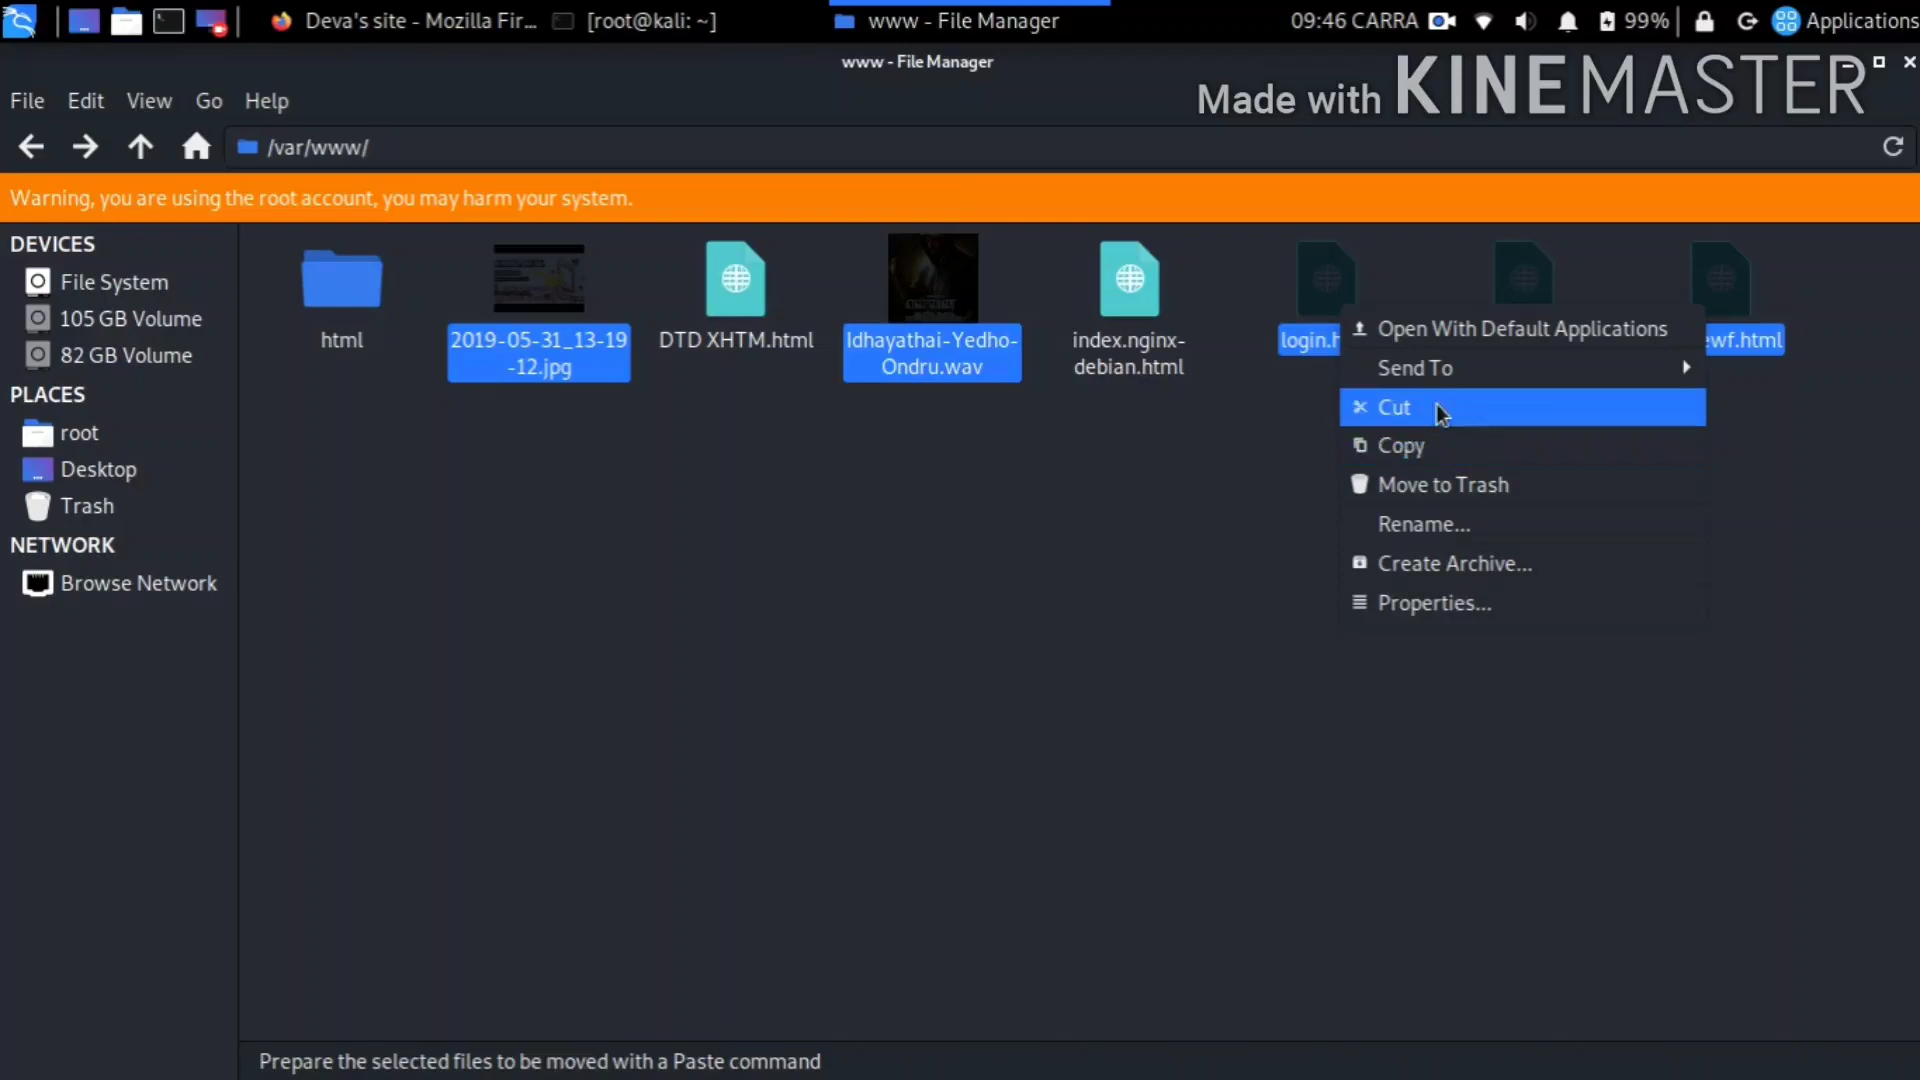 Deva's site - Mozilla Fir... [root@kali: ~] www - File Manager 09:46 CARRA 99% Applications
www - File Manager
Made with KINEMASTER
File Edit View Go Help
/var/www/
Warning, you are using the root account, you may harm your system.
DEVICES
File System
105 GB Volume
82 GB Volume
PLACES
root
Desktop
Trash
NETWORK
Browse Network
html
2019-05-31_13-19
-12.jpg
DTD XHTM.html
Idhayathai-Yedho-
Ondru.wav
index.nginx-
debian.html
login.h
ewf.html
Open With Default Applications
Send To
Cut
Copy
Move to Trash
Rename...
Create Archive...
Properties...
Prepare the selected files to be moved with a Paste command